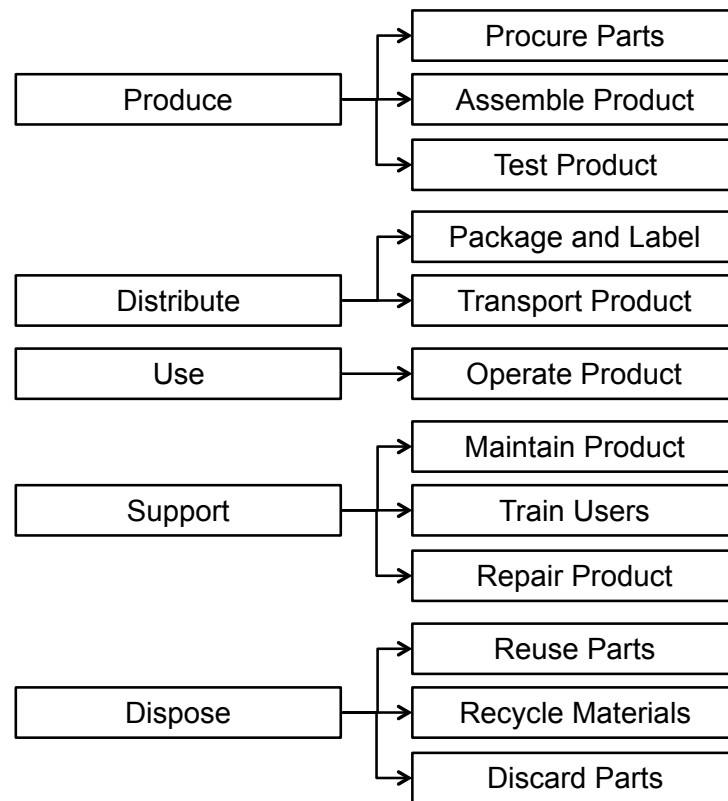 Produce
Procure Parts
Assemble Product
Test Product
Distribute
Package and Label
Transport Product
Use
Operate Product
Support
Maintain Product
Train Users
Repair Product
Dispose
Reuse Parts
Recycle Materials
Discard Parts